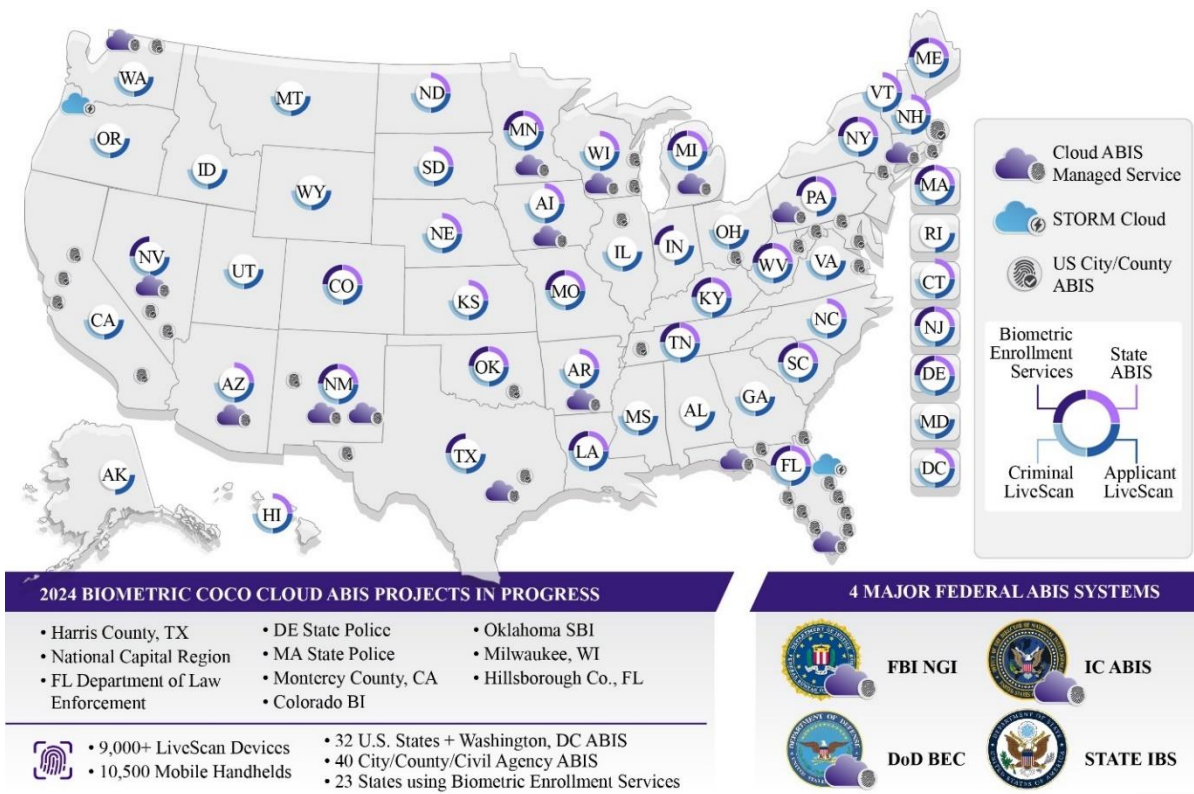 WA
MT
ND
MN
WI
MI
NY
VT
NH
ME
OR
ID
WY
SD
AI
NE
IL
IN
OH
PA
WV
VA
MA
RI
CT
NJ
DE
MD
DC
NV
UT
CO
KS
MO
KY
NC
CA
AZ
NM
OK
AR
TN
SC
MS
AL
GA
TX
LA
FL
AK
HI
Cloud ABIS
Managed Service
STORM Cloud
US City/County
ABIS
Biometric
Enrollment
Services
State
ABIS
Criminal
LiveScan
Applicant
LiveScan
2024 BIOMETRIC COCO CLOUD ABIS PROJECTS IN PROGRESS
• Harris County, TX
• National Capital Region
• FL Department of Law
Enforcement
• DE State Police
• MA State Police
• Monterey County, CA
• Colorado BI
• Oklahoma SBI
• Milwaukee, WI
• Hillsborough Co., FL
• 9,000+ LiveScan Devices
• 10,500 Mobile Handhelds
• 32 U.S. States + Washington, DC ABIS
• 40 City/County/Civil Agency ABIS
• 23 States using Biometric Enrollment Services
4 MAJOR FEDERAL ABIS SYSTEMS
FBI NGI
IC ABIS
DoD BEC
STATE IBS